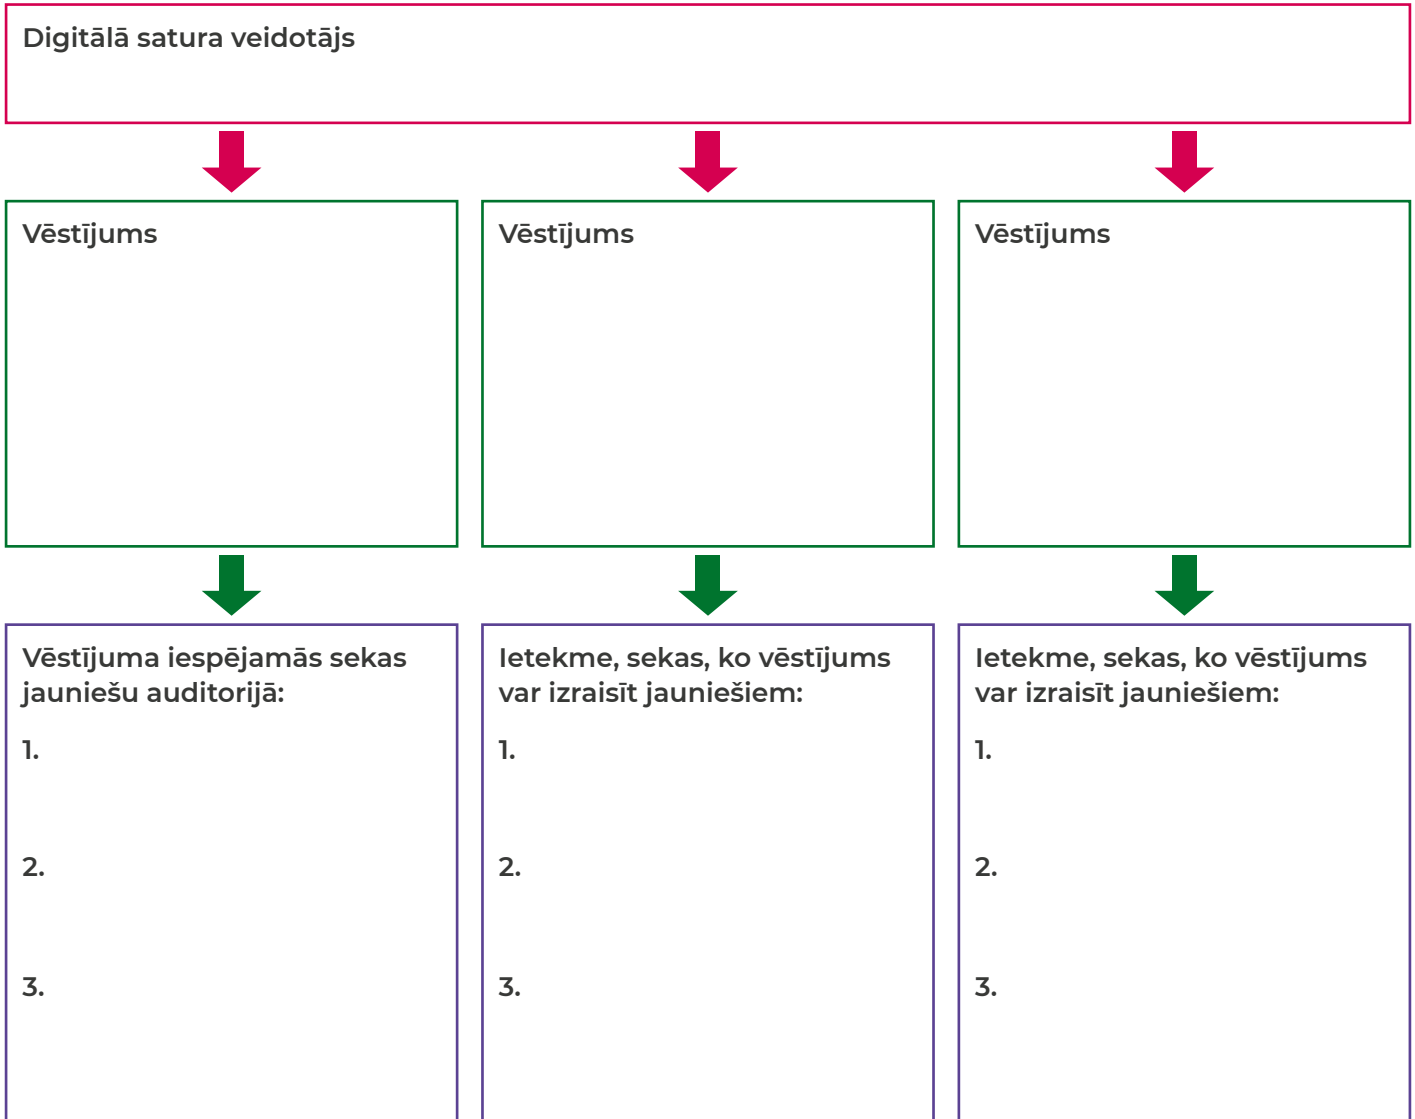 Digitālā satura veidotājs
Vēstījums
Vēstījums
Vēstījums
Vēstījuma iespējamās sekas
jauniešu auditorijā:
1.
2.
3.
Ietekme, sekas, ko vēstījums
var izraisīt jauniešiem:
1.
2.
3.
Ietekme, sekas, ko vēstījums
var izraisīt jauniešiem:
1.
2.
3.